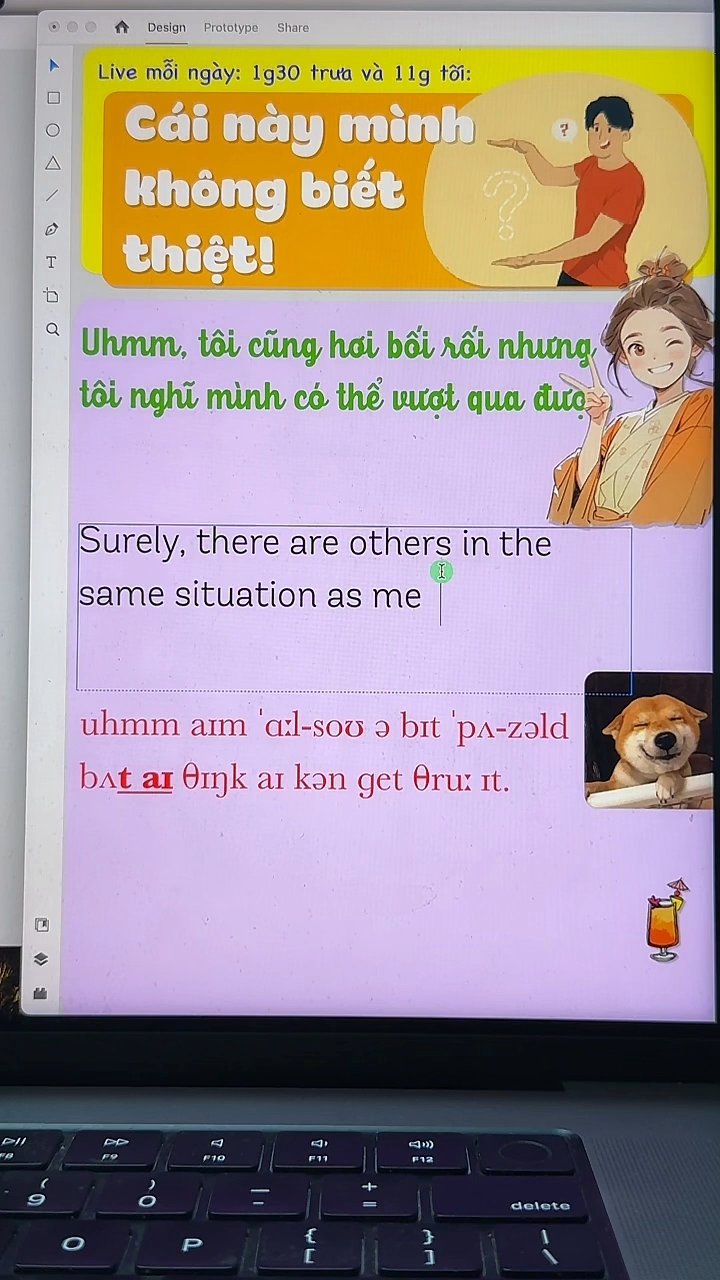 Design Prototype Share
Live mỗi ngày: 1g30 trưa và 11g tối:
Cái này mình
không biết
thiệt!
?
?
Uhmm, tôi cũng hơi bối rối nhưng
tôi nghĩ mình có thể vượt qua đượ
Surely, there are others in the
same situation as me
uhmm aɪm ˈɑːl-soʊ ə bɪt ˈpʌ-zəld
bʌt aɪ θɪŋk aɪ kən get θruː ɪt.
T
F8 F9 F10 F11 F12
( ) — +
9 0 - = delete
{ } |
O P [ ] \